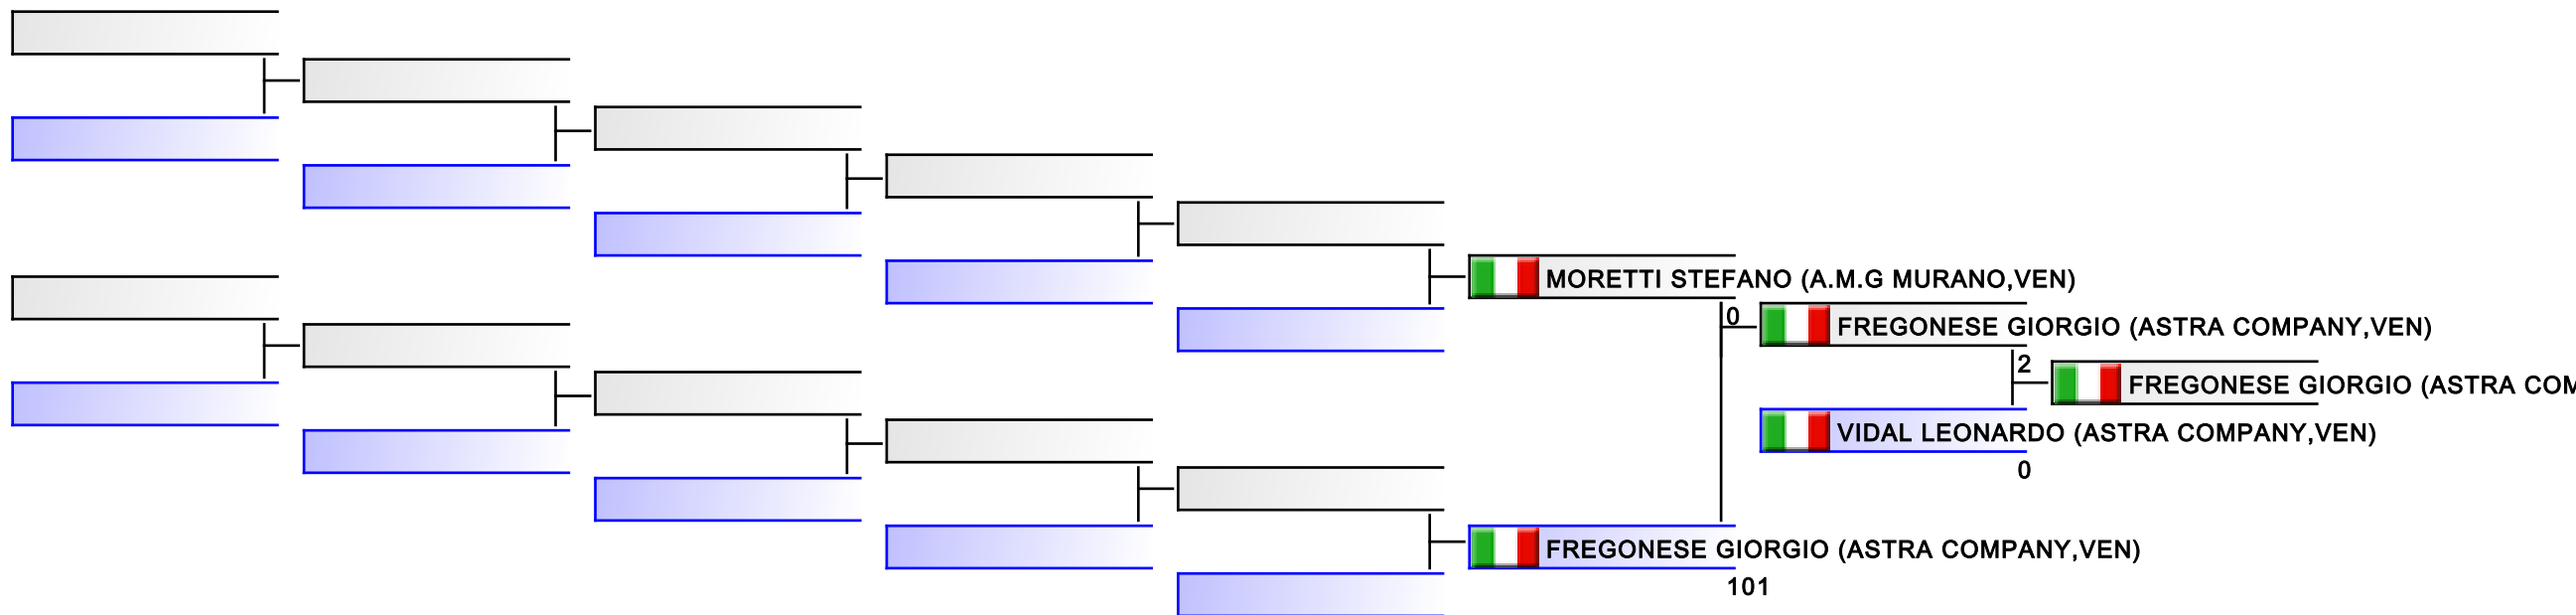 MORETTI STEFANO (A.M.G MURANO,VEN)
0
FREGONESE GIORGIO (ASTRA COMPANY,VEN)
2
FREGONESE GIORGIO (ASTRA COM
VIDAL LEONARDO (ASTRA COMPANY,VEN)
0
FREGONESE GIORGIO (ASTRA COMPANY,VEN)
101